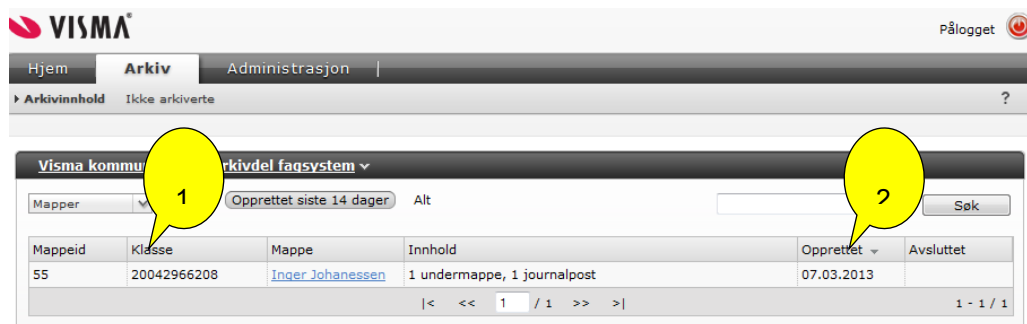 VISMA
Pålogget
Hjem Arkiv Administrasjon
Arkivinnhold Ikke arkiverte ?
Visma kommu rkivdel fagsystem
1 2
Mapper Opprettet siste 14 dager Alt Søk
Mappeid Klasse Mappe Innhold Opprettet Avsluttet
55 20042966208 Inger Johanessen 1 undermappe, 1 journalpost 07.03.2013
|< << 1 / 1 >> >| 1 - 1 / 1